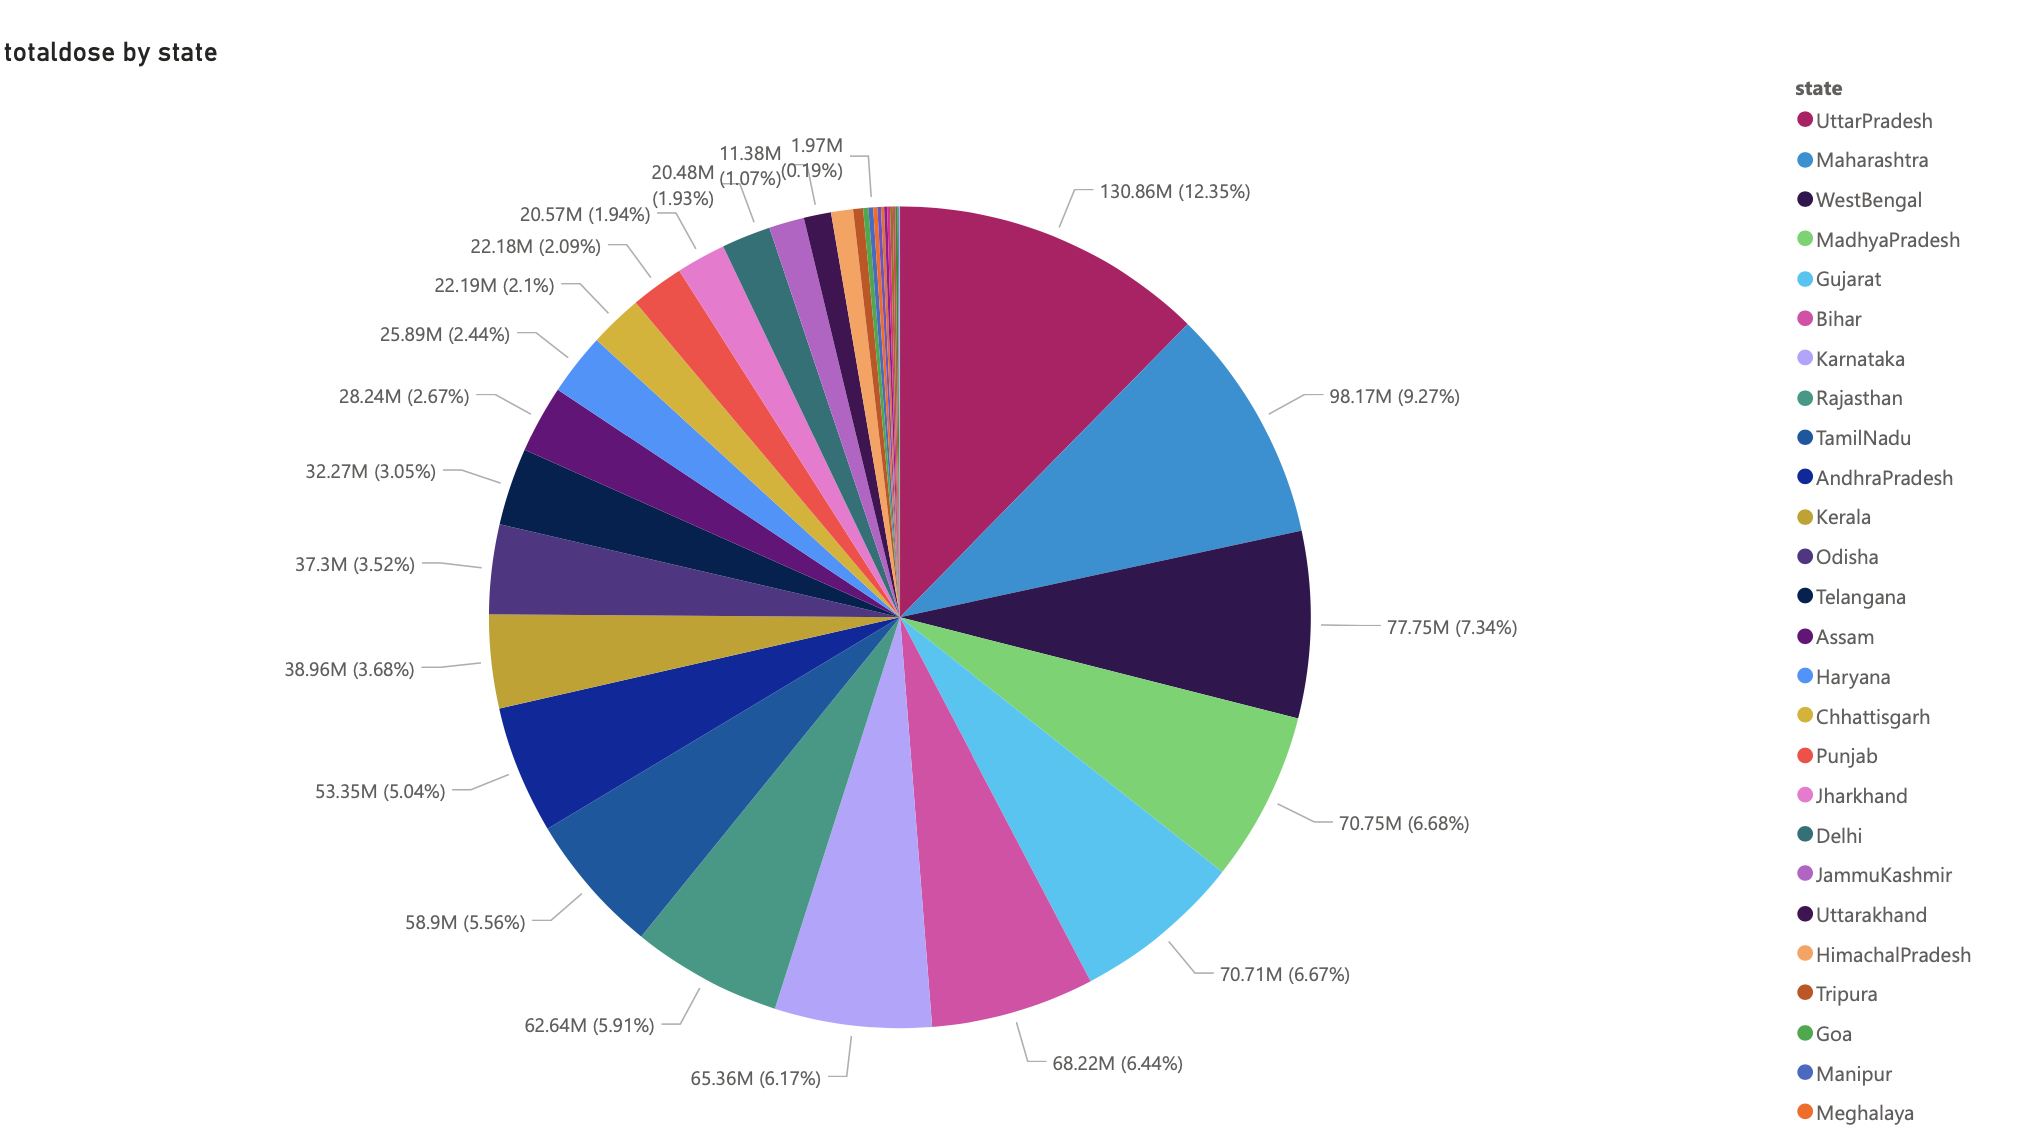 totaldose by state
130.86M (12.35%)
98.17M (9.27%)
77.75M (7.34%)
70.75M (6.68%)
70.71M (6.67%)
68.22M (6.44%)
65.36M (6.17%)
62.64M (5.91%)
58.9M (5.56%)
53.35M (5.04%)
38.96M (3.68%)
37.3M (3.52%)
32.27M (3.05%)
28.24M (2.67%)
25.89M (2.44%)
22.19M (2.1%)
22.18M (2.09%)
20.57M (1.94%)
20.48M
(1.93%)
11.38M
(1.07%)
1.97M
(0.19%)
state
UttarPradesh
Maharashtra
WestBengal
MadhyaPradesh
Gujarat
Bihar
Karnataka
Rajasthan
TamilNadu
AndhraPradesh
Kerala
Odisha
Telangana
Assam
Haryana
Chhattisgarh
Punjab
Jharkhand
Delhi
JammuKashmir
Uttarakhand
HimachalPradesh
Tripura
Goa
Manipur
Meghalaya